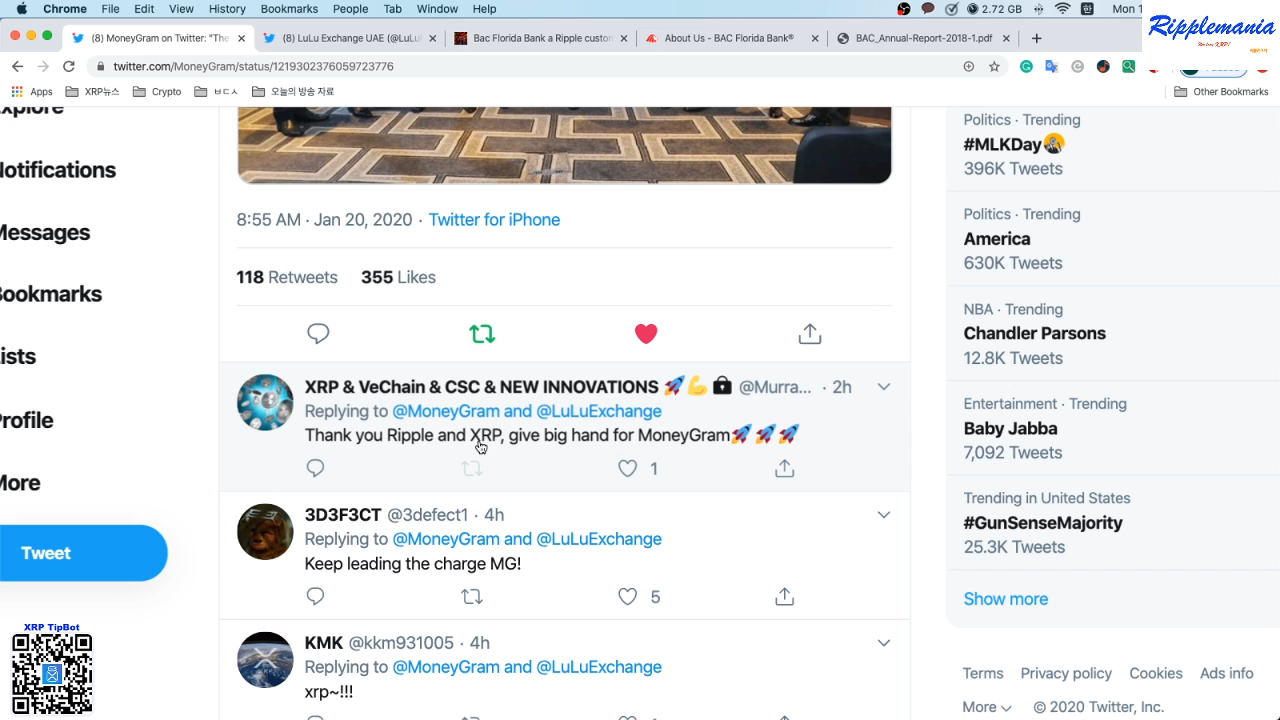 Chrome File Edit View History Bookmarks People Tab Window Help
2.72 GB
Mon 1
Ripplemania
(8) MoneyGram on Twitter: "The
(8) LuLu Exchange UAE (@LuLu
Bac Florida Bank a Ripple custom
About Us - BAC Florida Bank®
BAC_Annual-Report-2018-1.pdf
twitter.com/MoneyGram/status/1219302376059723776
Apps
XRP뉴스
Crypto
ㅂㄷㅅ
오늘의 방송 자료
Other Bookmarks
Explore
Notifications
Messages
Bookmarks
Lists
Profile
More
Tweet
XRP TipBot
8:55 AM · Jan 20, 2020 · Twitter for iPhone
118 Retweets 355 Likes
XRP & VeChain & CSC & NEW INNOVATIONS 🚀💪🔒 @Murra... · 2h
Replying to @MoneyGram and @LuLuExchange
Thank you Ripple and XRP, give big hand for MoneyGram🚀🚀🚀
1
3D3F3CT @3defect1 · 4h
Replying to @MoneyGram and @LuLuExchange
Keep leading the charge MG!
5
KMK @kkm931005 · 4h
Replying to @MoneyGram and @LuLuExchange
xrp~!!!
Politics · Trending
#MLKDay
396K Tweets
Politics · Trending
America
630K Tweets
NBA · Trending
Chandler Parsons
12.8K Tweets
Entertainment · Trending
Baby Jabba
7,092 Tweets
Trending in United States
#GunSenseMajority
25.3K Tweets
Show more
Terms Privacy policy Cookies Ads info
More © 2020 Twitter, Inc.